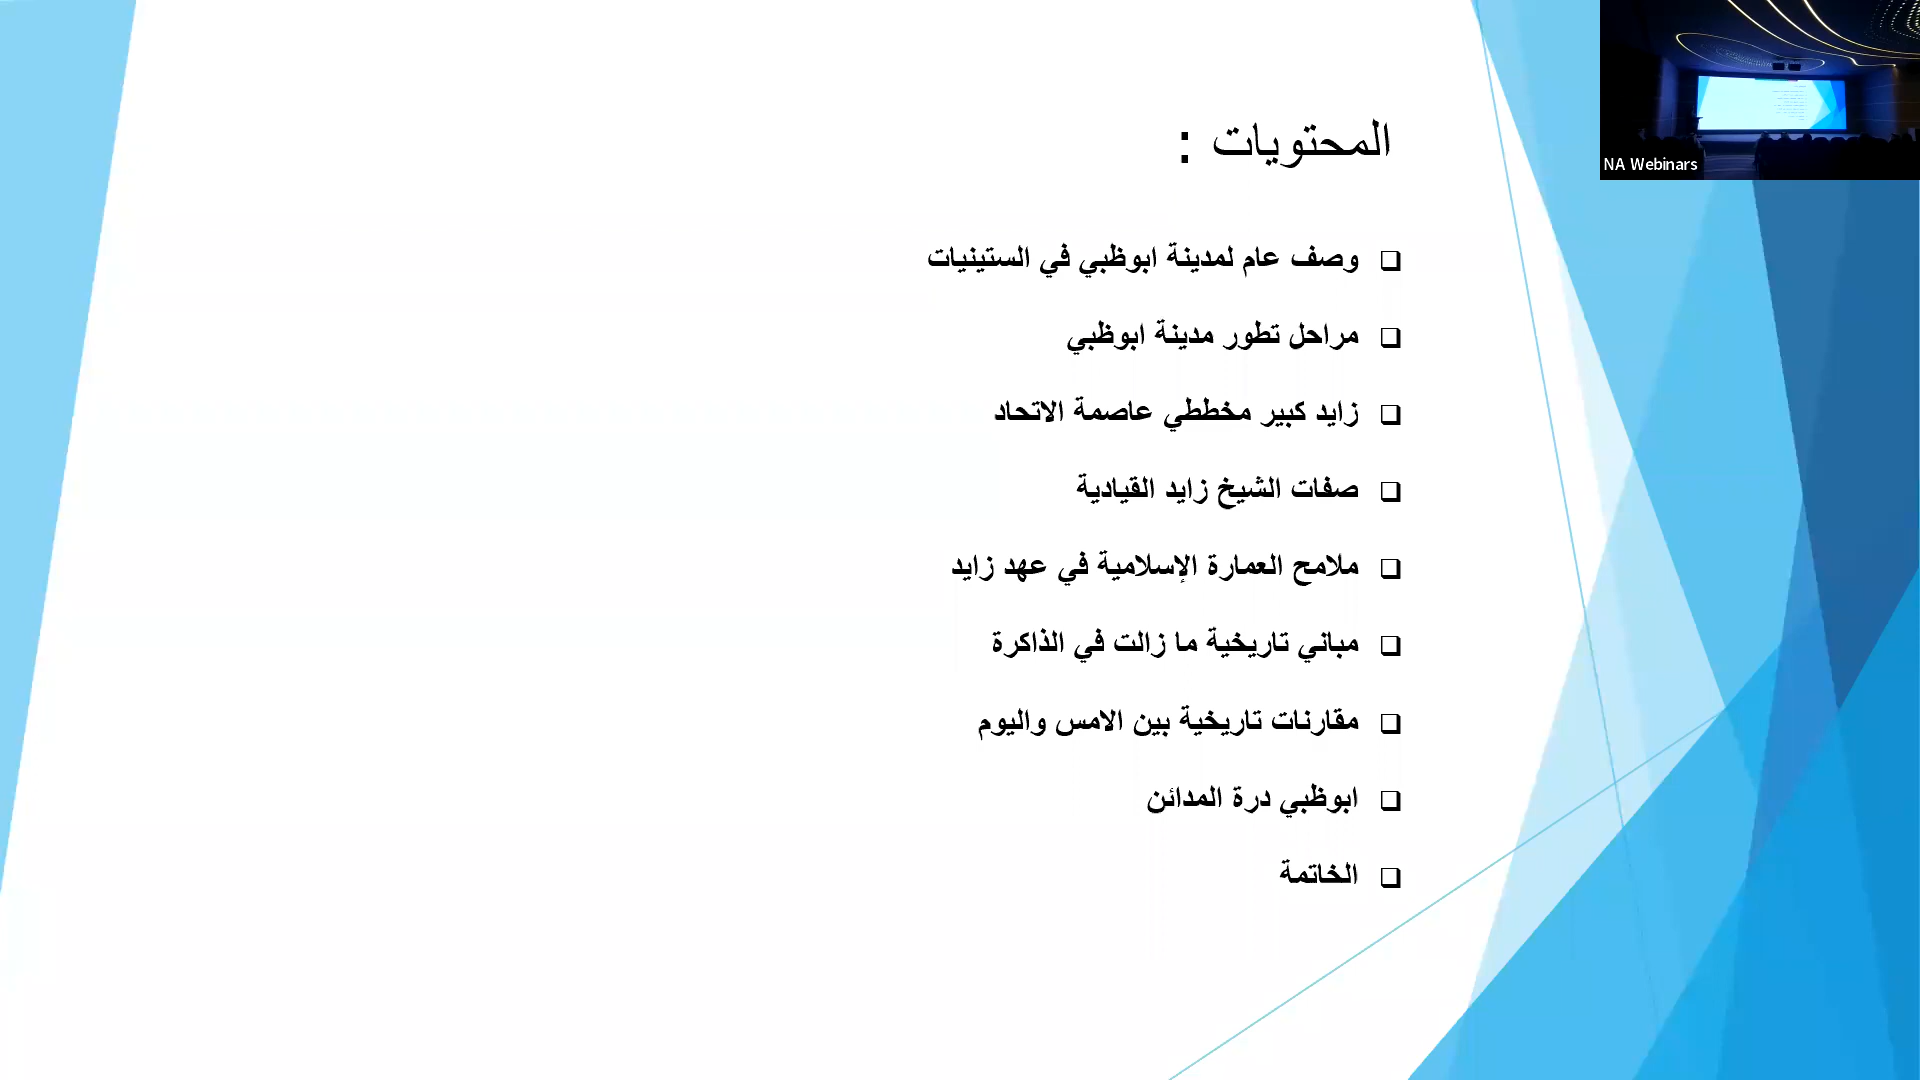 المحتويات :
وصف عام لمدينة ابوظبي في الستينيات
مراحل تطور مدينة ابوظبي
زايد كبير مخططي عاصمة الاتحاد
صفات الشيخ زايد القيادية
ملامح العمارة الإسلامية في عهد زايد
مباني تاريخية ما زالت في الذاكرة
مقارنات تاريخية بين الامس واليوم
ابوظبي درة المدائن
الخاتمة
NA Webinars